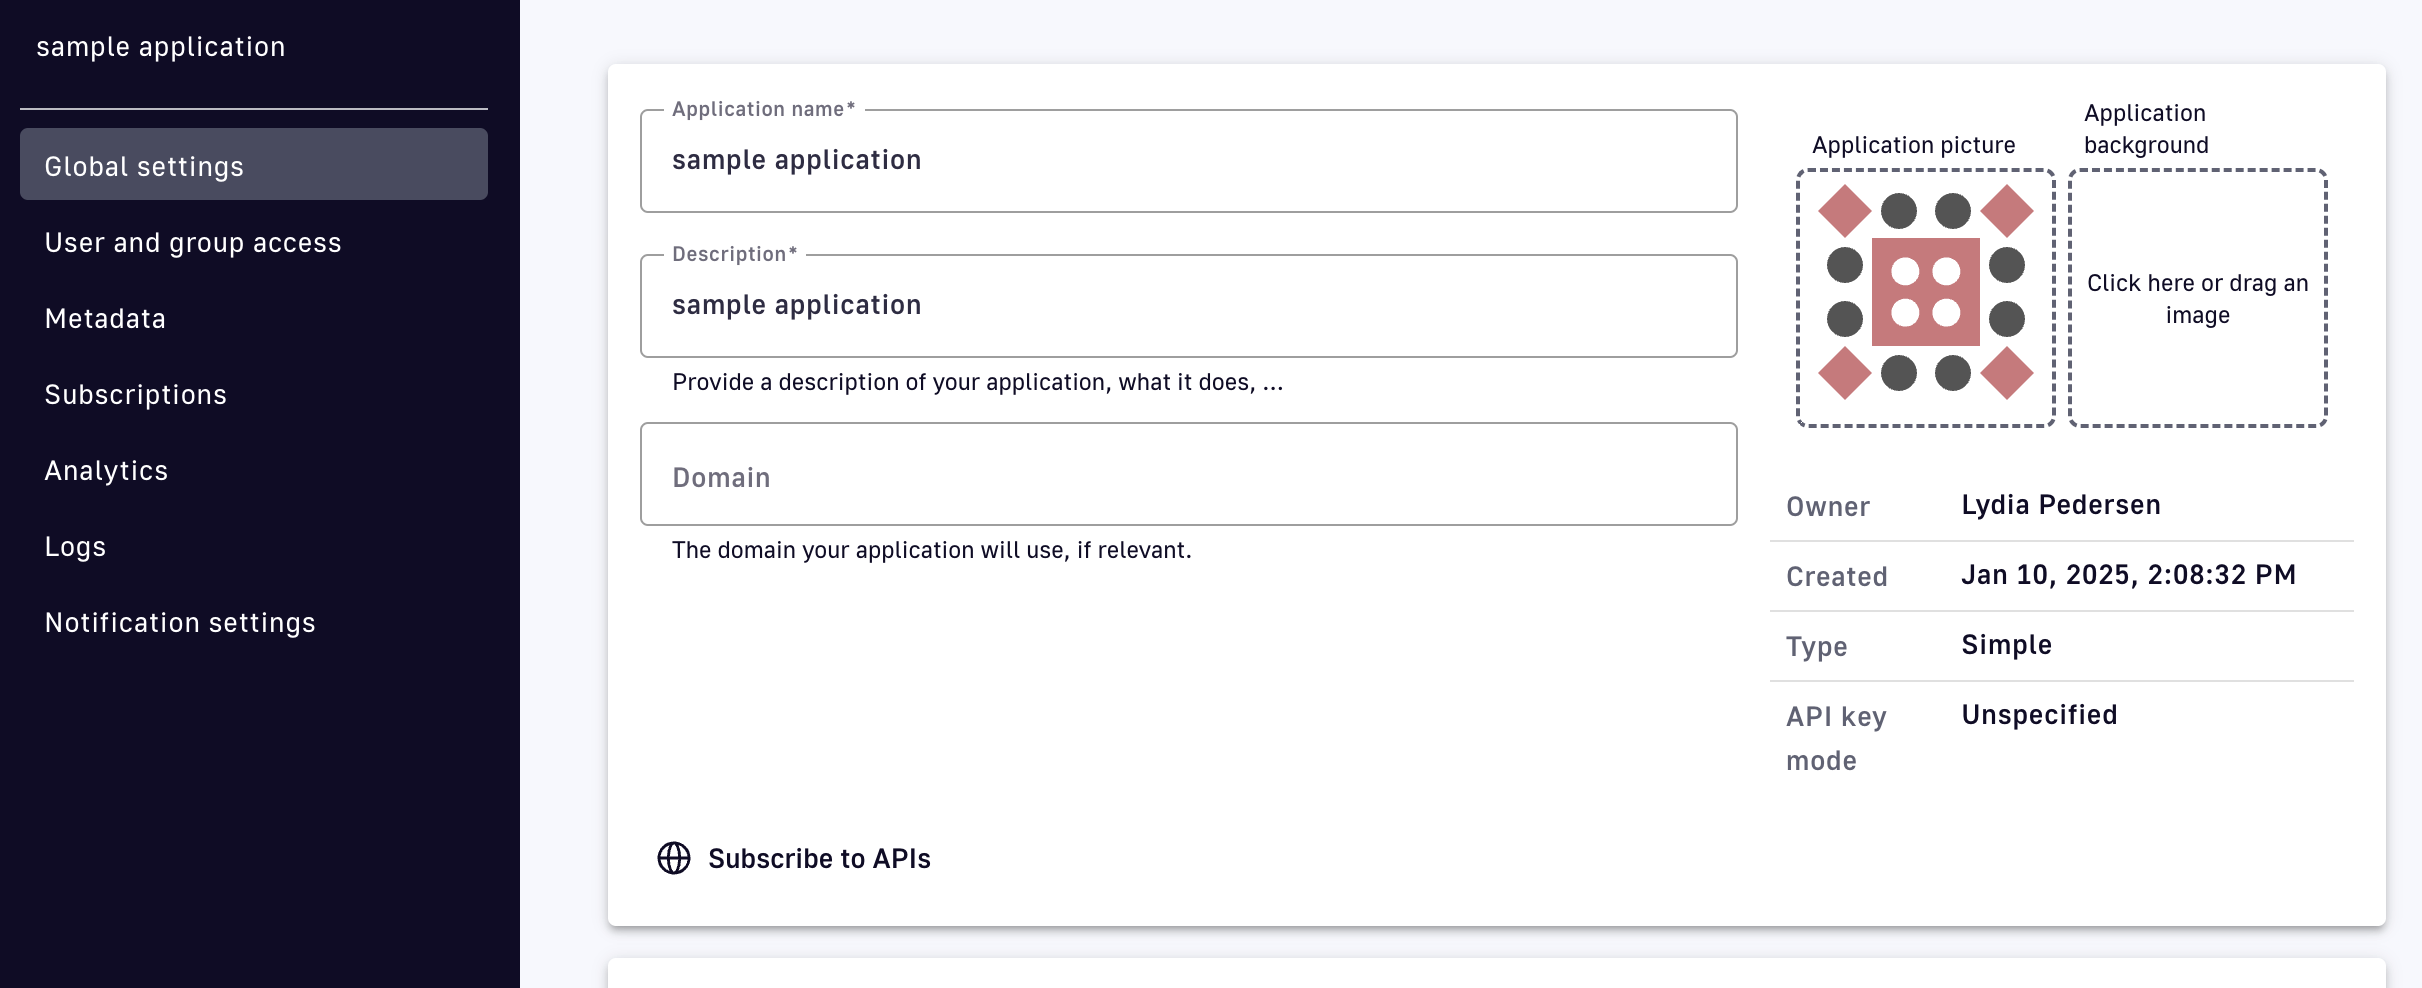 sample application
Global settings
User and group access
Metadata
Subscriptions
Analytics
Logs
Notification settings
Application name*
sample application
Description*
sample application
Provide a description of your application, what it does, ...
Domain
The domain your application will use, if relevant.
Subscribe to APIs
Application picture
Application
background
Click here or drag an
image
Owner Lydia Pedersen
Created Jan 10, 2025, 2:08:32 PM
Type Simple
API key Unspecified
mode